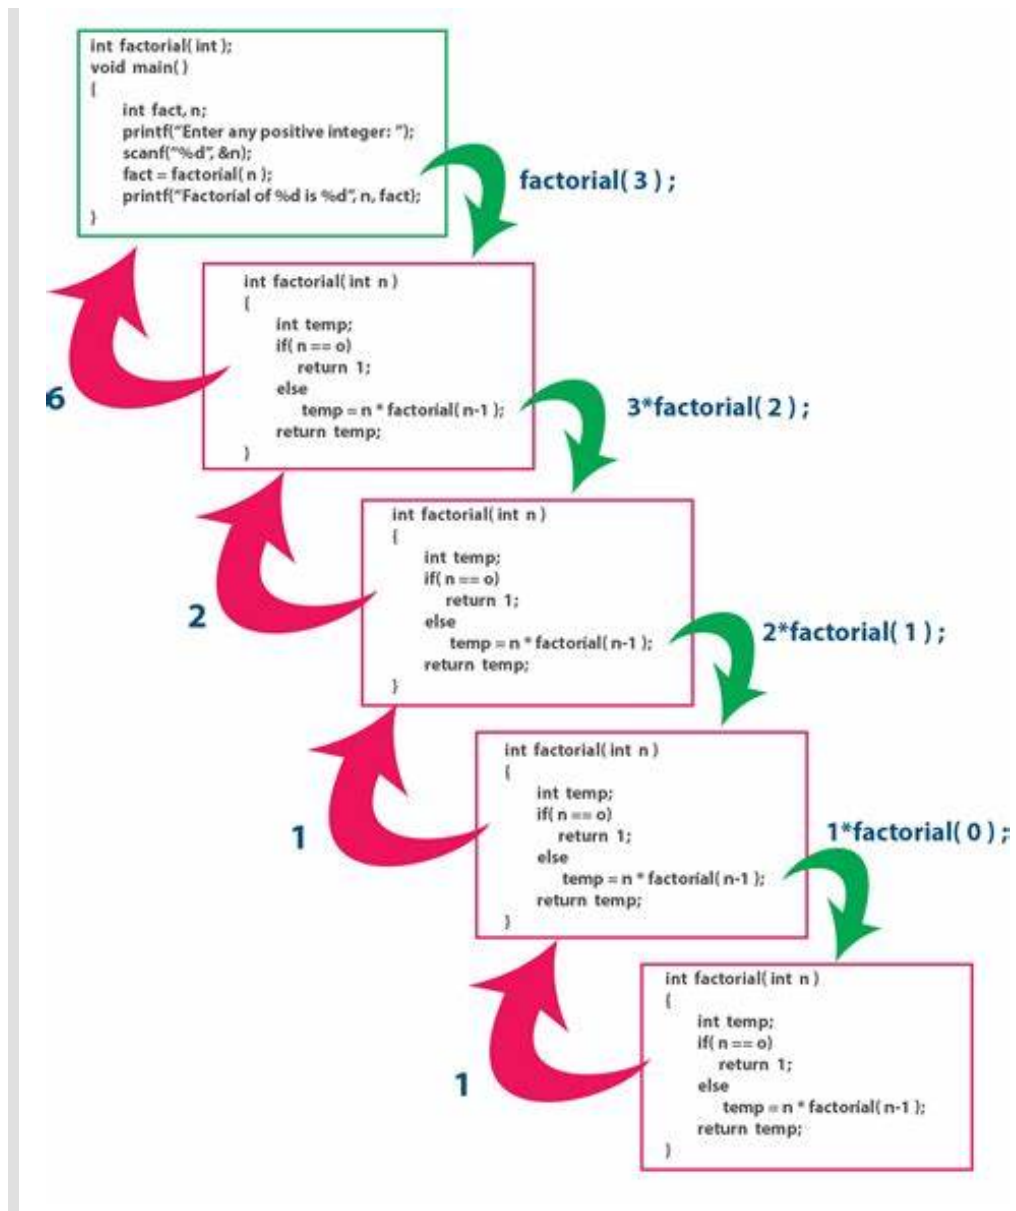 int factorial( int );
void main( )
{
int fact, n;
printf("Enter any positive integer: ");
scanf("%d", &n);
fact = factorial( n );
printf("Factorial of %d is %d", n, fact);
}
factorial( 3 ) ;
int factorial( int n )
{
int temp;
if( n == o)
return 1;
else
temp = n * factorial( n-1 );
return temp;
}
3*factorial( 2 ) ;
6
int factorial( int n )
{
int temp;
if( n == o)
return 1;
else
temp = n * factorial( n-1 );
return temp;
}
2*factorial( 1 ) ;
2
int factorial( int n )
{
int temp;
if( n == o)
return 1;
else
temp = n * factorial( n-1 );
return temp;
}
1*factorial( 0 ) ;
1
int factorial( int n )
{
int temp;
if( n == o)
return 1;
else
temp = n * factorial( n-1 );
return temp;
}
1